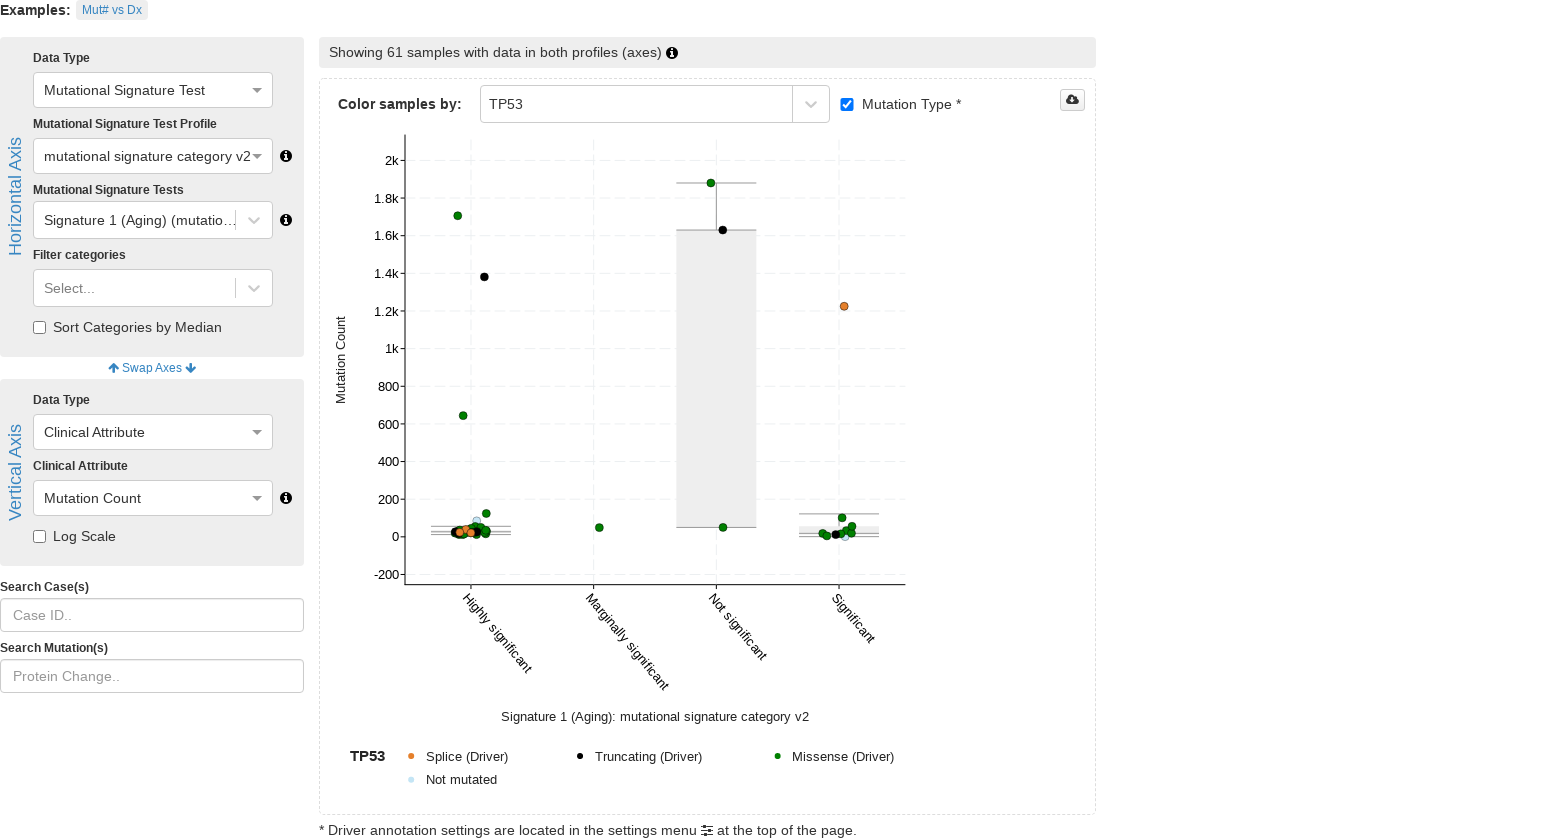 Examples: Mut# vs Dx
Horizontal Axis
Data Type
Mutational Signature Test
Mutational Signature Test Profile
mutational signature category v2
Mutational Signature Tests
Signature 1 (Aging) (mutatio...
Filter categories
Select...
Sort Categories by Median
Swap Axes
Vertical Axis
Data Type
Clinical Attribute
Clinical Attribute
Mutation Count
Log Scale
Search Case(s)
Case ID..
Search Mutation(s)
Protein Change..
Showing 61 samples with data in both profiles (axes)
Color samples by: TP53 Mutation Type *
Mutation Count
2k
1.8k
1.6k
1.4k
1.2k
1k
800
600
400
200
0
-200
Highly significant
Marginally significant
Not significant
Significant
Signature 1 (Aging): mutational signature category v2
TP53 Splice (Driver) Truncating (Driver) Missense (Driver)
Not mutated
* Driver annotation settings are located in the settings menu at the top of the page.